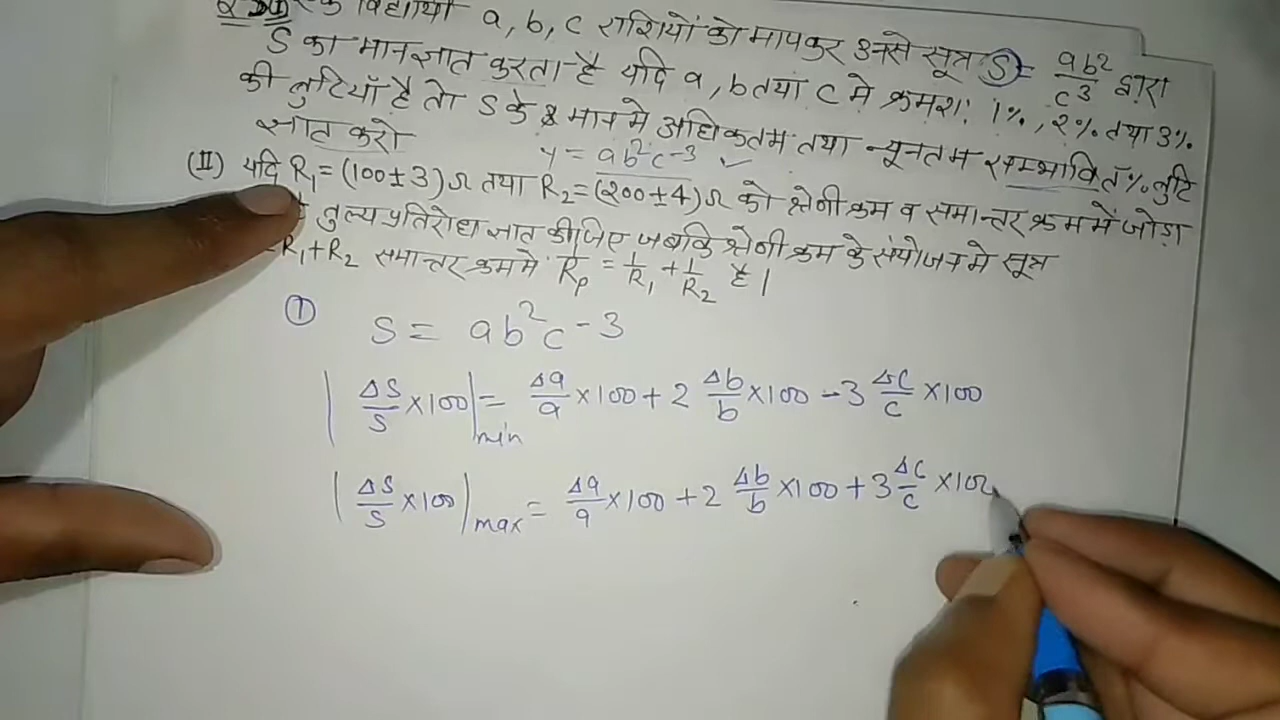 विद्यार्थी a, b, c राशियों को मापकर उनसे सूत्र S = ab²/c³ द्वारा
S का मान ज्ञात करता है यदि a, b तथा c मे क्रमशः 1%, 2% तथा 3%
की त्रुटियाँ है तो S के मान मे अधिकतम तथा न्यूनतम सम्भावित % त्रुटि
ज्ञात करो
y = ab²c-3 ✓
(II) यदि R₁ = (100±3)Ω तथा R₂ = (200±4)Ω को श्रेणीक्रम व समान्तर क्रम में जोड़ा
तुल्य प्रतिरोध ज्ञात कीजिए जबकि श्रेणी क्रम के संयोजन मे सूत्र
R₁+R₂ समान्तर क्रम मे 1/Rp = 1/R₁ + 1/R₂ है।
Ⓘ S = ab²c-3
|ΔS/S ×100|min = Δa/a ×100 + 2 Δb/b ×100 - 3 Δc/c ×100
|ΔS/S ×100|max = Δa/a ×100 + 2 Δb/b ×100 + 3 Δc/c ×100